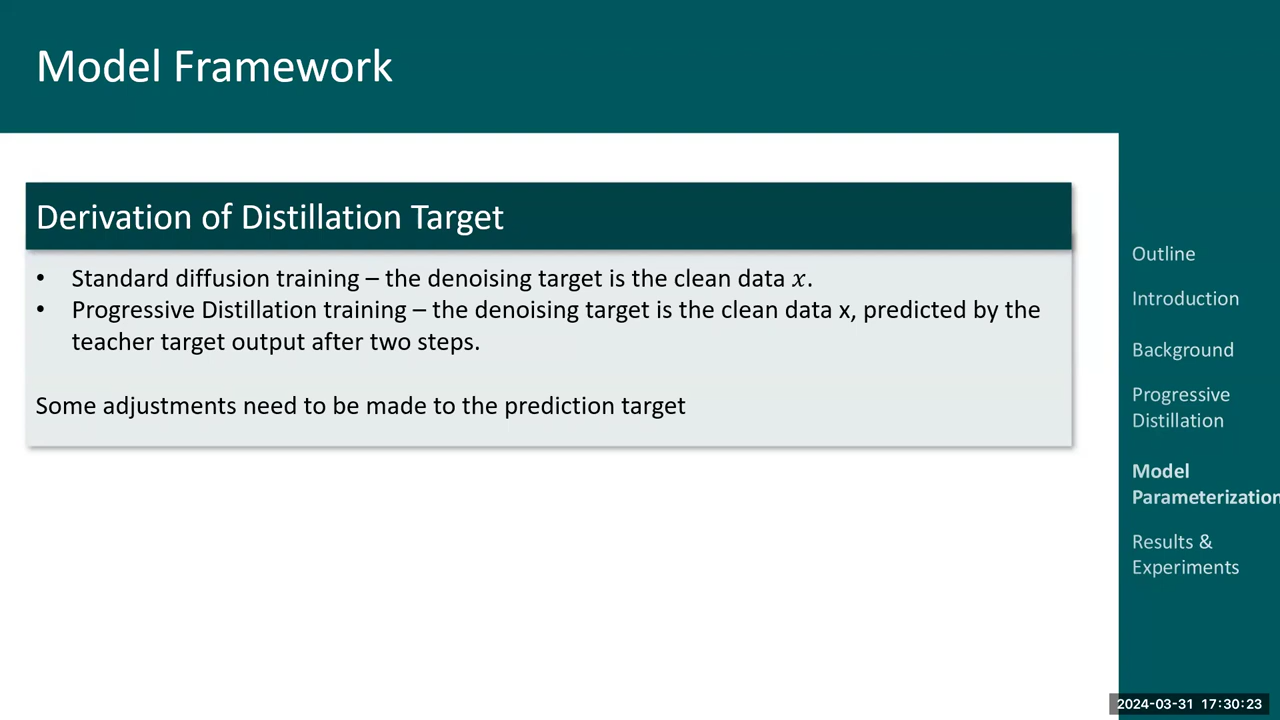 Model Framework
Derivation of Distillation Target
• Standard diffusion training – the denoising target is the clean data 𝑥.
• Progressive Distillation training – the denoising target is the clean data x, predicted by the
teacher target output after two steps.
Some adjustments need to be made to the prediction target
Outline
Introduction
Background
Progressive
Distillation
Model
Parameterization
Results &
Experiments
2024-03-31 17:30:23